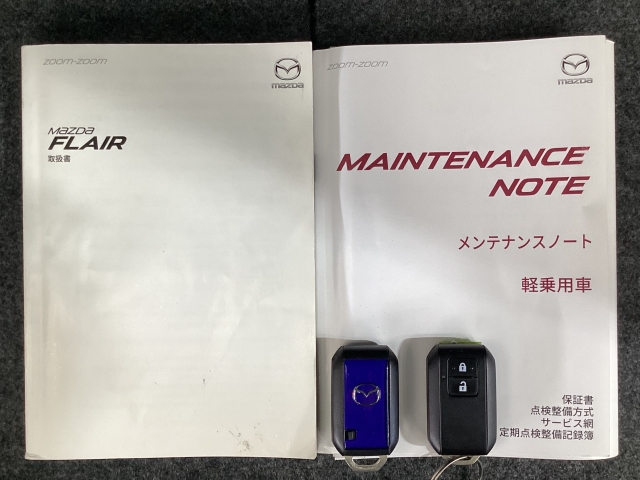 zoom-zoom
mazda
mazda
FLAIR
取扱書
zoom-zoom
mazda
MAINTENANCE
NOTE
メンテナンスノート
軽乗用車
保証書
点検整備方式
サービス網
定期点検整備記録簿